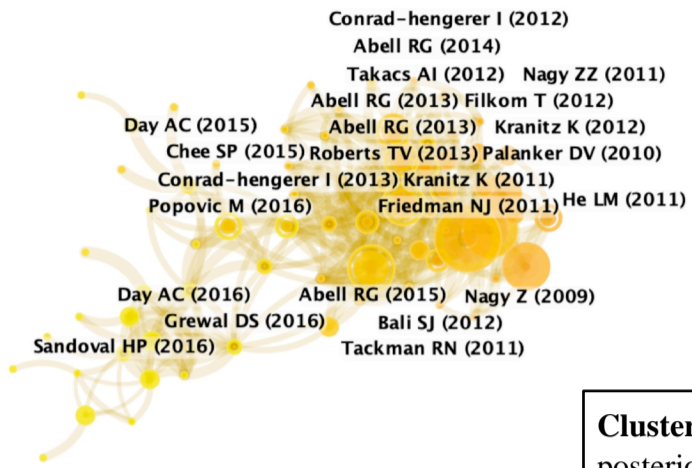 Conrad-hengerer I (2012)
Abell RG (2014)
Takacs AI (2012) Nagy ZZ (2011)
Abell RG (2013) Filkom T (2012)
Day AC (2015) Abell RG (2013) Kranitz K (2012)
Chee SP (2015) Roberts TV (2013) Palanker DV (2010)
Conrad-hengerer I (2013) Kranitz K (2011)
He LM (2011)
Popovic M (2016) Friedman NJ (2011)
Day AC (2016) Abell RG (2015) Nagy Z (2009)
Grewal DS (2016) Bali SJ (2012)
Sandoval HP (2016) Tackman RN (2011)
Cluster